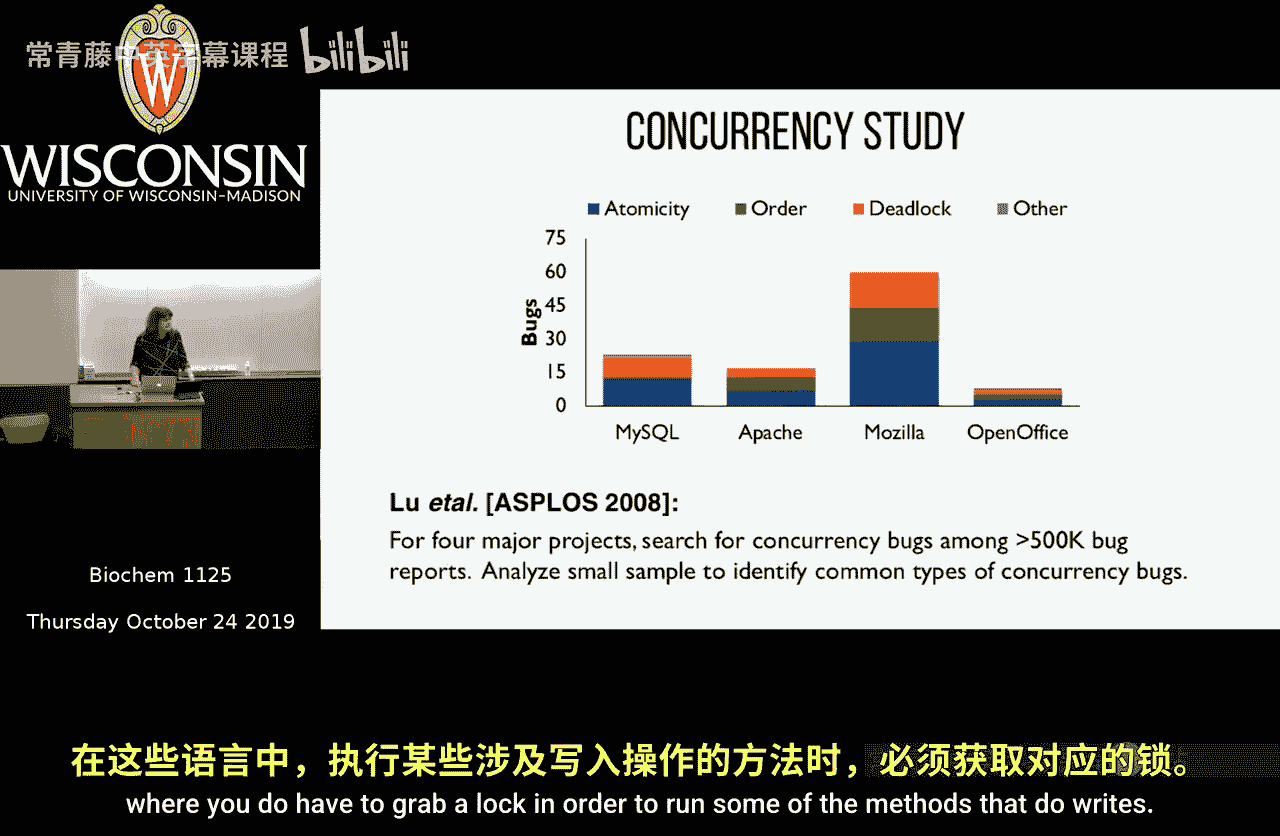 常青藤中英字幕课程 bilibili
W
WISCONSIN
UNIVERSITY OF WISCONSIN-MADISON
CONCURRENCY STUDY
Atomicity Order Deadlock Other
75
60
45
30
15
0
Bugs
MySQL Apache Mozilla OpenOffice
Lu etal. [ASPLOS 2008]:
For four major projects, search for concurrency bugs among >500K bug
reports. Analyze small sample to identify common types of concurrency bugs.
Biochem 1125
Thursday October 24 2019
在这些语言中，执行某些涉及写入操作的方法时，必须获取对应的锁。
where you do have to grab a lock in order to run some of the methods that do writes.